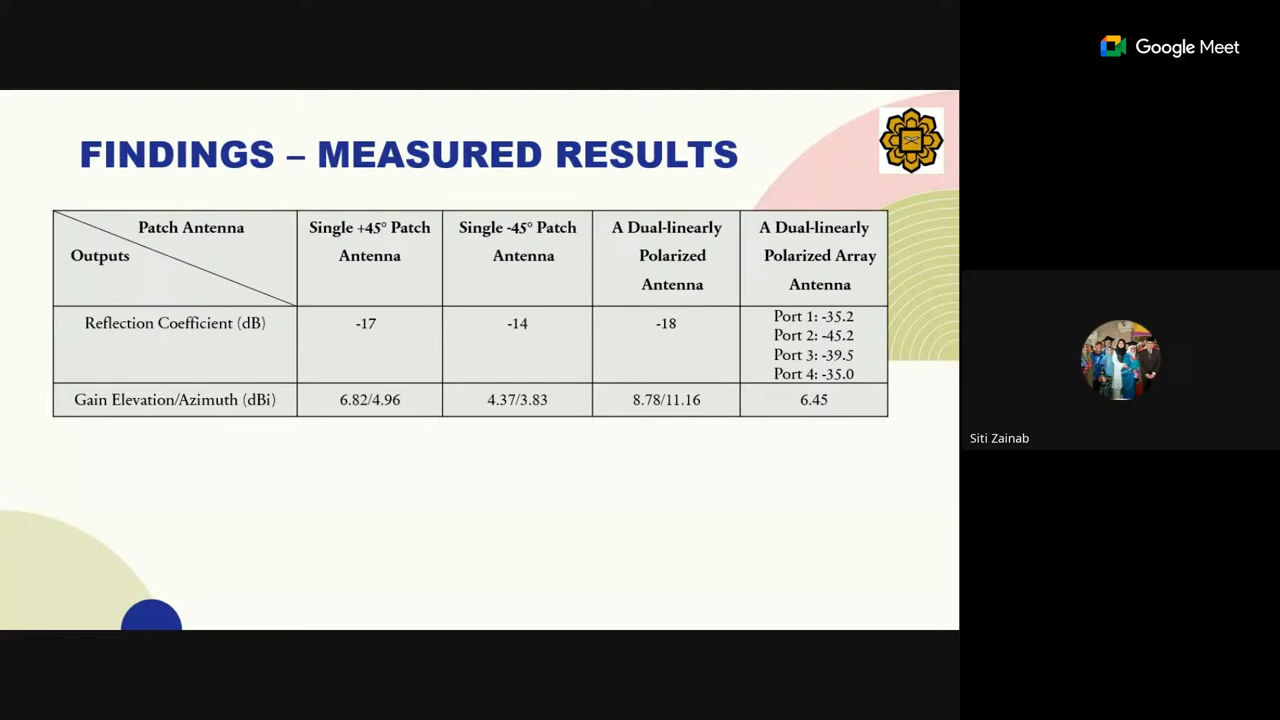 Google Meet
FINDINGS – MEASURED RESULTS
Patch Antenna
Outputs
Single +45° Patch
Antenna
Single -45° Patch
Antenna
A Dual-linearly
Polarized
Antenna
A Dual-linearly
Polarized Array
Antenna
Reflection Coefficient (dB)
-17
-14
-18
Port 1: -35.2
Port 2: -45.2
Port 3: -39.5
Port 4: -35.0
Gain Elevation/Azimuth (dBi)
6.82/4.96
4.37/3.83
8.78/11.16
6.45
Siti Zainab